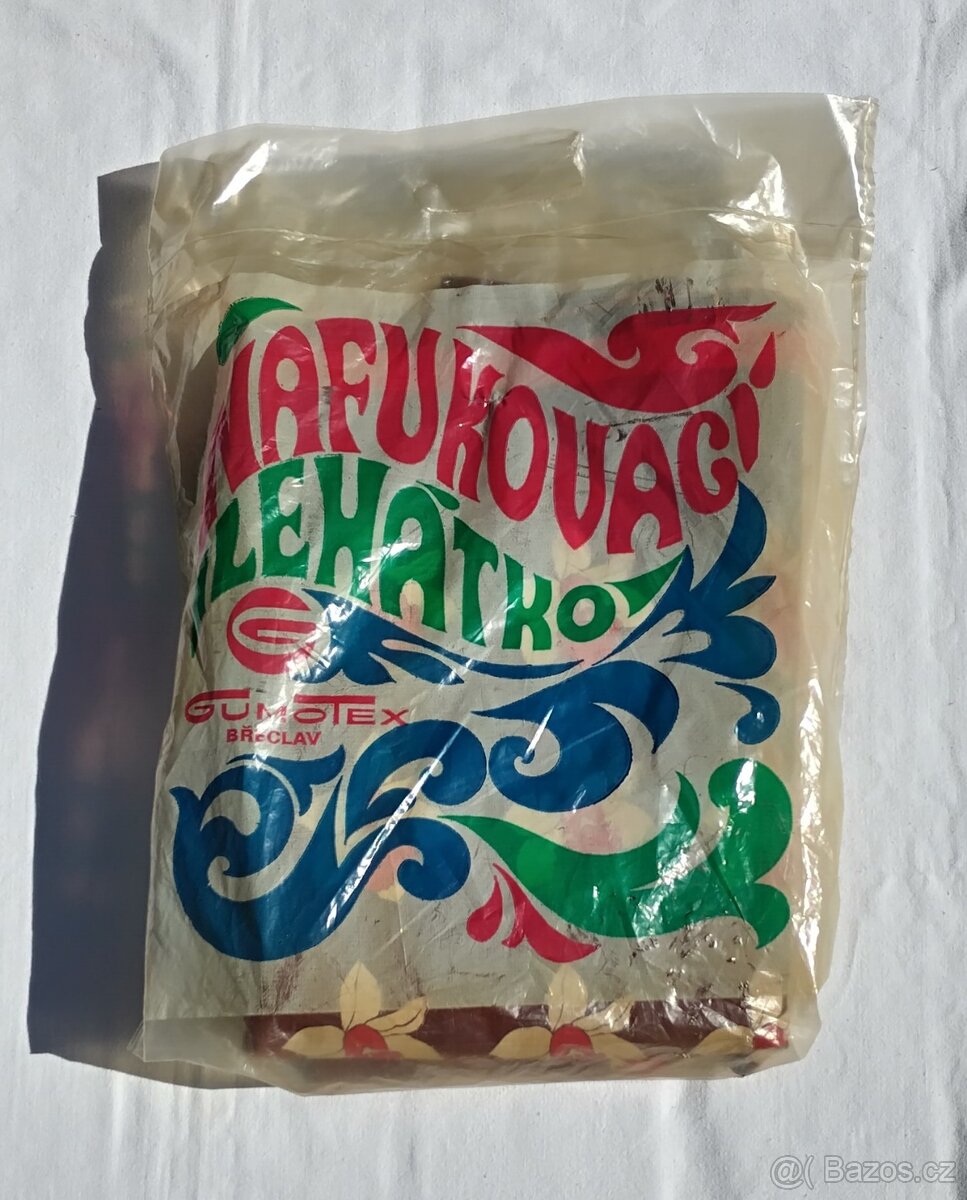 NAFUKOVACÍ
LEHÁTKO
G
GUMOTEX
BŘECLAV
@( Bazos.cz